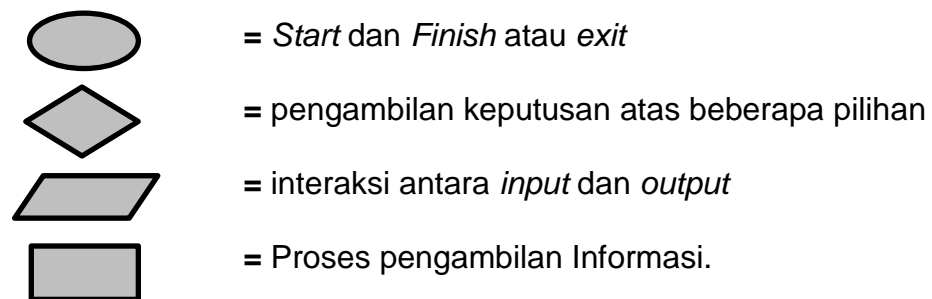 = Start dan Finish atau exit
= pengambilan keputusan atas beberapa pilihan
= interaksi antara input dan output
= Proses pengambilan Informasi.